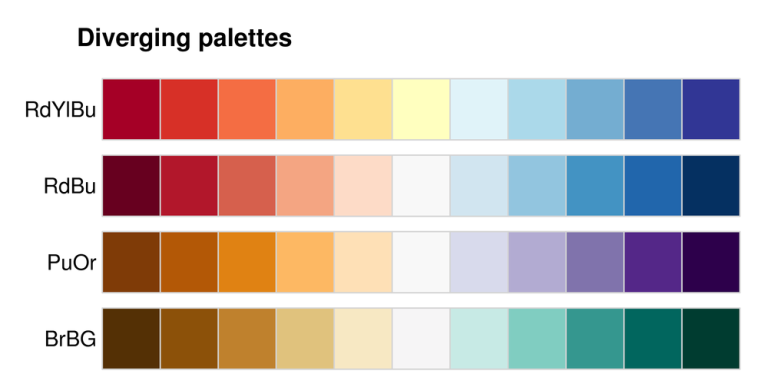 Diverging palettes
RdYlBu
RdBu
PuOr
BrBG